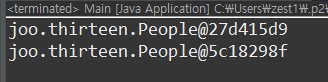 <terminated> Main [Java Application] C:\Users\zest1\.p2\
joo.thirteen.People@27d415d9
joo.thirteen.People@5c18298f